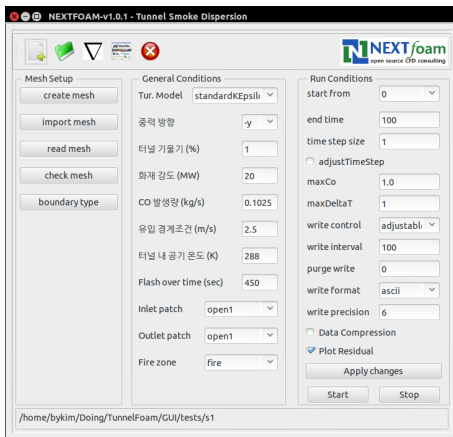 NEXTFOAM-v1.0.1 - Tunnel Smoke Dispersion
NEXTfoam
open source CFD consulting
Mesh Setup
create mesh
import mesh
read mesh
check mesh
boundary type
General Conditions
Tur. Model standardKEpsil
중력 방향 -y
터널 기울기 (%) 1
화재 강도 (MW) 20
CO 발생량 (kg/s) 0.1025
유입 경계조건 (m/s) 2.5
터널 내 공기 온도 (K) 288
Flash over time (sec) 450
Inlet patch open1
Outlet patch open1
Fire zone fire
Run Conditions
start from 0
end time 100
time step size 1
adjustTimeStep
maxCo 1.0
maxDeltaT 1
write control adjustabl
write interval 100
purge write 0
write format ascii
write precision 6
Data Compression
Plot Residual
Apply changes
Start Stop
/home/bykim/Doing/TunnelFoam/GUI/tests/s1